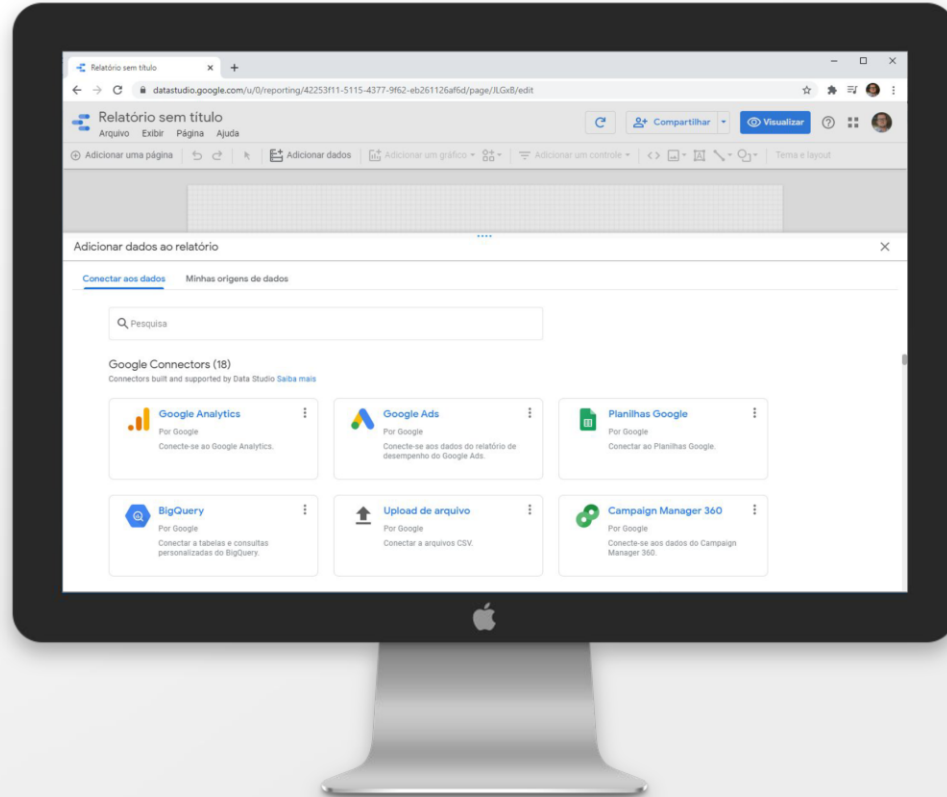 Relatório sem título
datastudio.google.com/u/0/reporting/42253f11-5115-4377-9f62-eb261126af6d/page/JLGxB/edit
Relatório sem título
Arquivo Exibir Página Ajuda
Compartilhar
Visualizar
Adicionar uma página
Adicionar dados
Adicionar um gráfico
Adicionar um controle
Tema e layout
Adicionar dados ao relatório
Conectar aos dados
Minhas origens de dados
Pesquisa
Google Connectors (18)
Connectors built and supported by Data Studio Saiba mais
Google Analytics
Por Google
Conecte-se ao Google Analytics.
Google Ads
Por Google
Conecte-se aos dados do relatório de
desempenho do Google Ads.
Planilhas Google
Por Google
Conectar ao Planilhas Google.
BigQuery
Por Google
Conectar a tabelas e consultas
personalizadas do BigQuery.
Upload de arquivo
Por Google
Conectar a arquivos CSV.
Campaign Manager 360
Por Google
Conecte-se aos dados do Campaign
Manager 360.